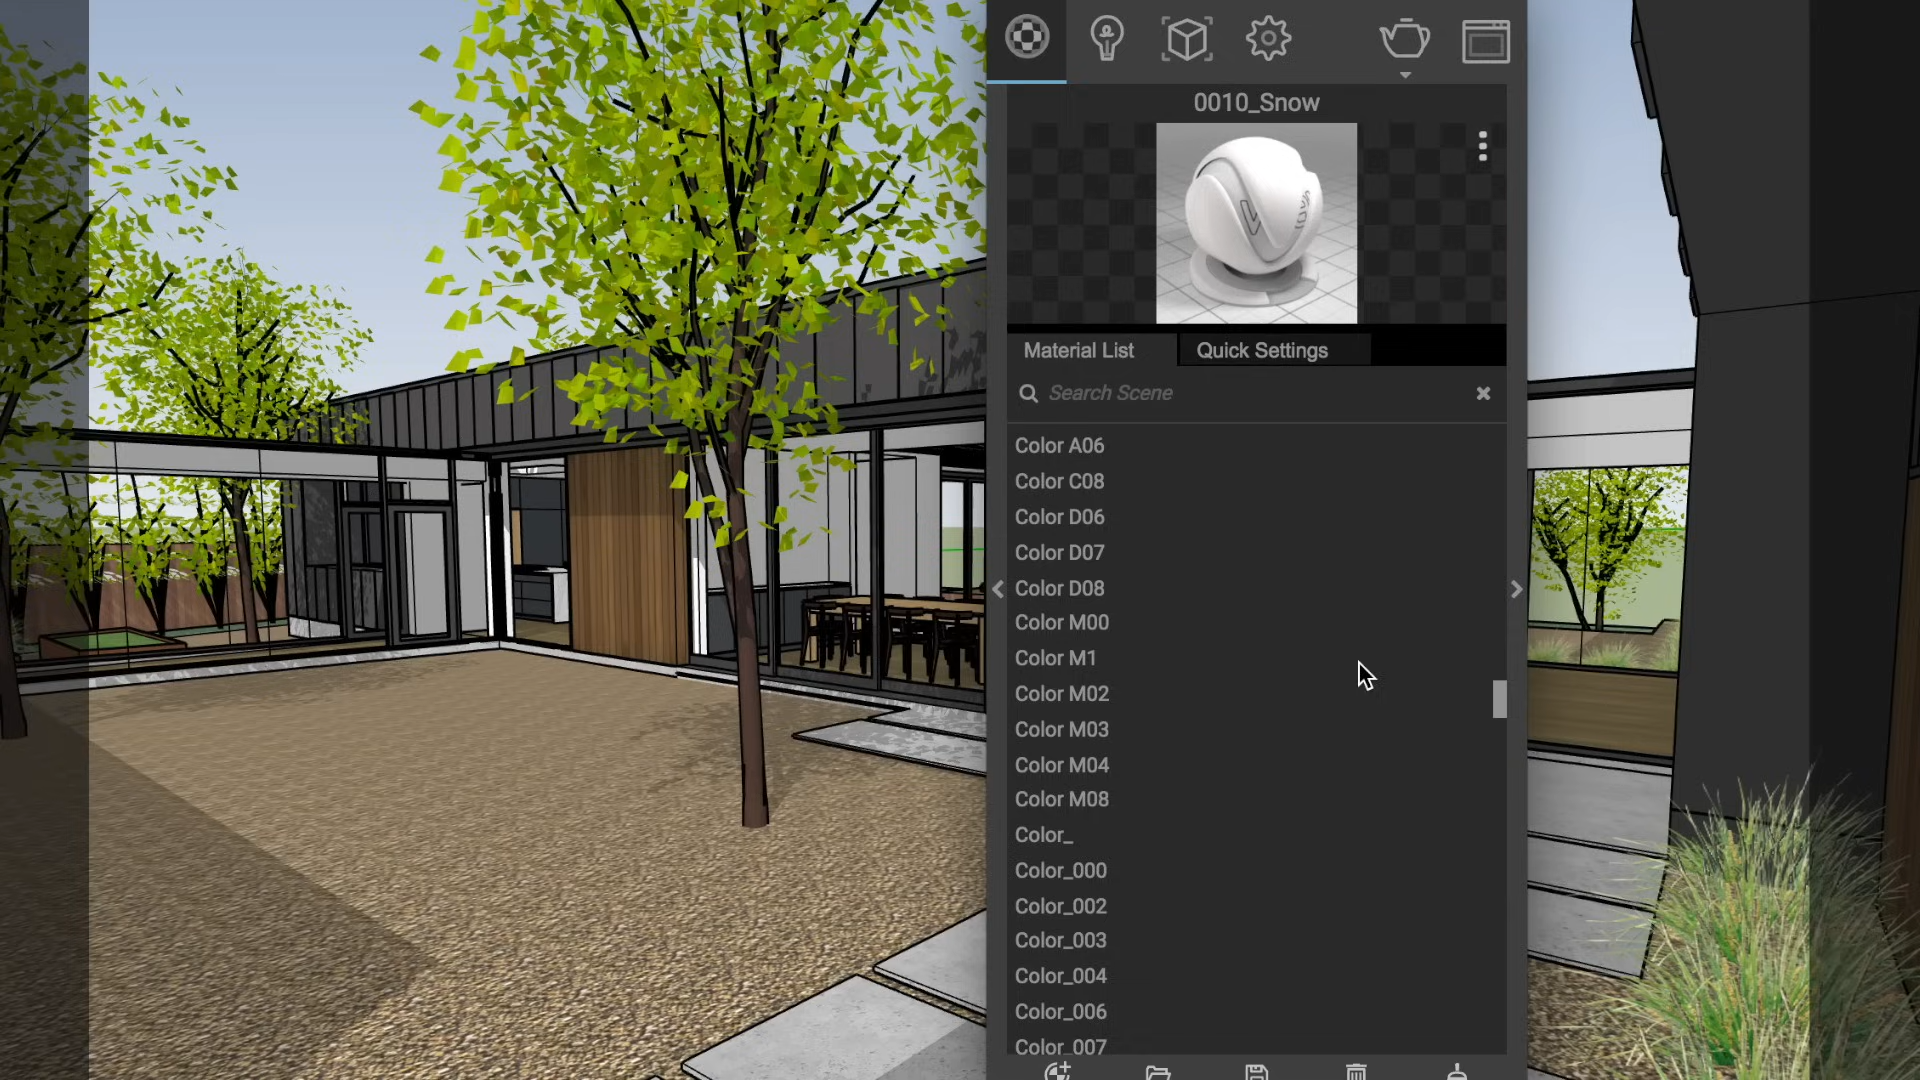 0010_Snow
Material List
Quick Settings
Search Scene
Color A06
Color C08
Color D06
Color D07
Color D08
Color M00
Color M1
Color M02
Color M03
Color M04
Color M08
Color_
Color_000
Color_002
Color_003
Color_004
Color_006
Color_007